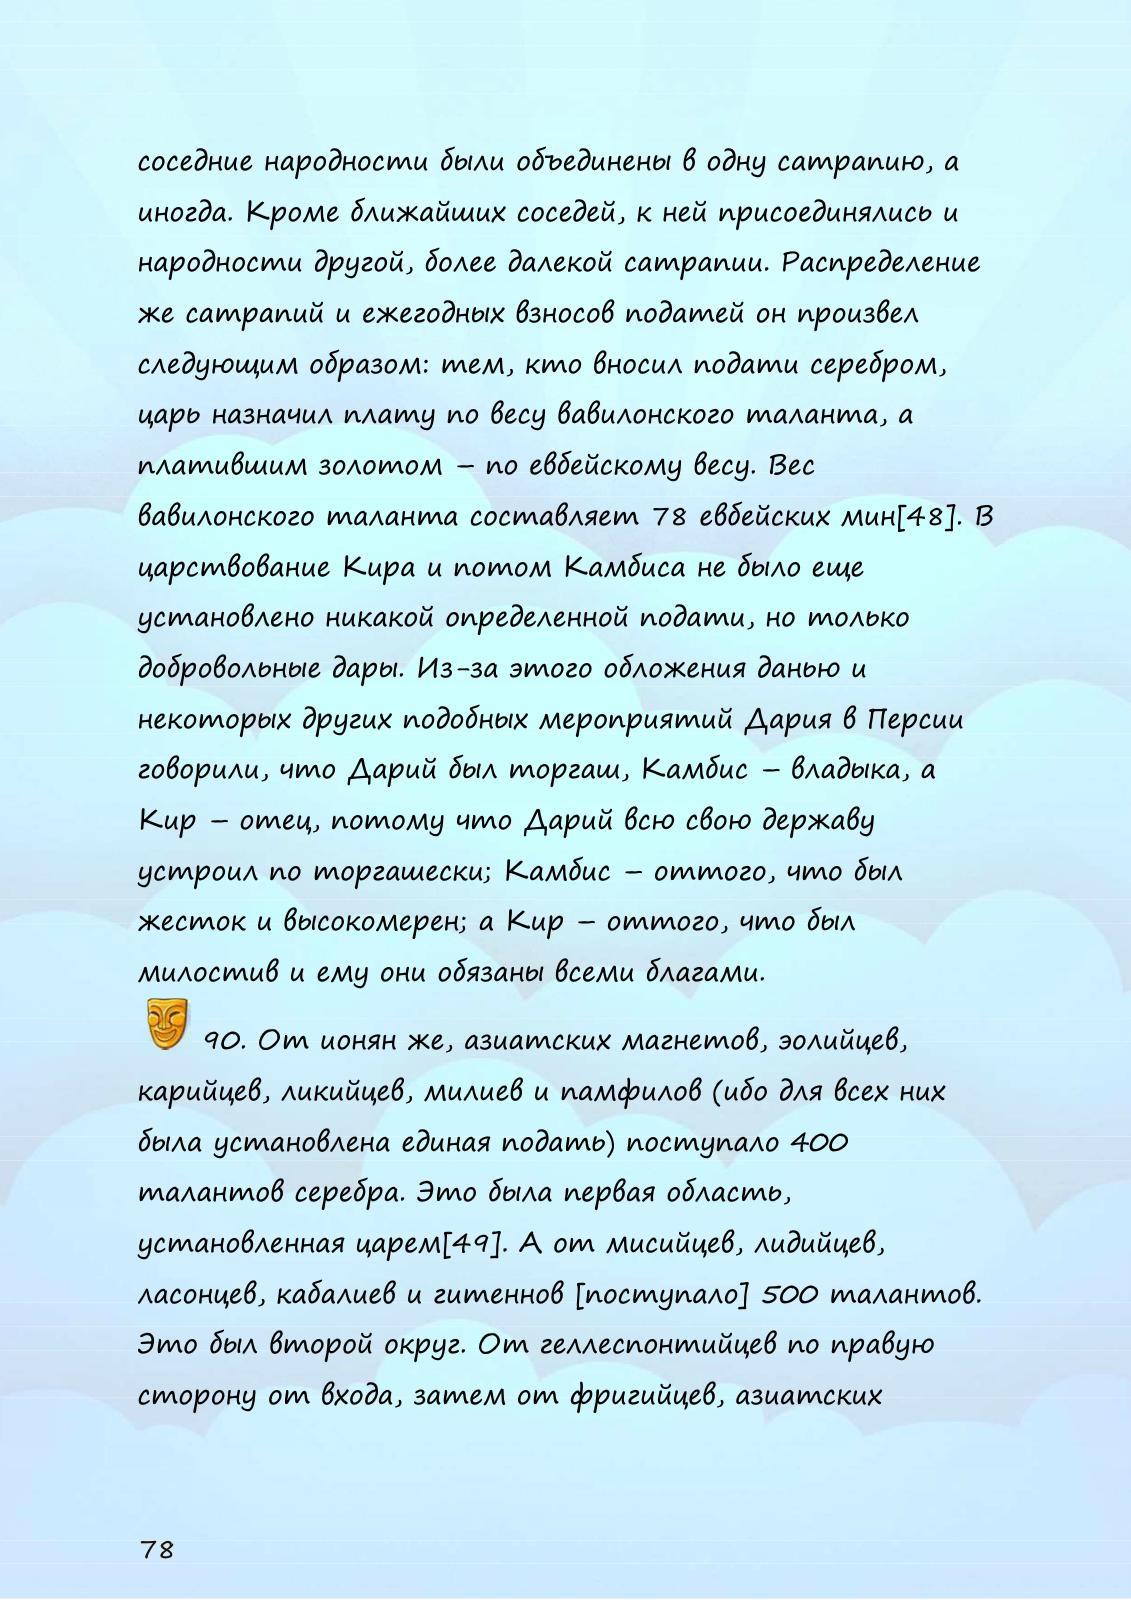 соседние народности были объединены в одну сатрапию, а
иногда. Кроме ближайших соседей, к ней присоединялись и
народности другой, более далекой сатрапии. Распределение
же сатрапий и ежегодных взносов податей он произвел
следующим образом: тем, кто вносил подати серебром,
царь назначил плату по весу вавилонского таланта, а
платившим золотом – по евбейскому весу. Вес
вавилонского таланта составляет 78 евбейских мин[48]. В
царствование Кира и потом Камбиса не было еще
установлено никакой определенной подати, но только
добровольные дары. Из-за этого обложения данью и
некоторых других подобных мероприятий Дария в Персии
говорили, что Дарий был торгаш, Камбис – владыка, а
Кир – отец, потому что Дарий всю свою державу
устроил по торгашески; Камбис – оттого, что был
жесток и высокомерен; а Кир – оттого, что был
милостив и ему они обязаны всеми благами.
90. От ионян же, азиатских магнетов, эолийцев,
карийцев, ликийцев, милиев и памфилов (ибо для всех них
была установлена единая подать) поступало 400
талантов серебра. Это была первая область,
установленная царем[49]. А от мисийцев, лидийцев,
ласонцев, кабалиев и гитеннов [поступало] 500 талантов.
Это был второй округ. От геллеспонтийцев по правую
сторону от входа, затем от фригийцев, азиатских
78